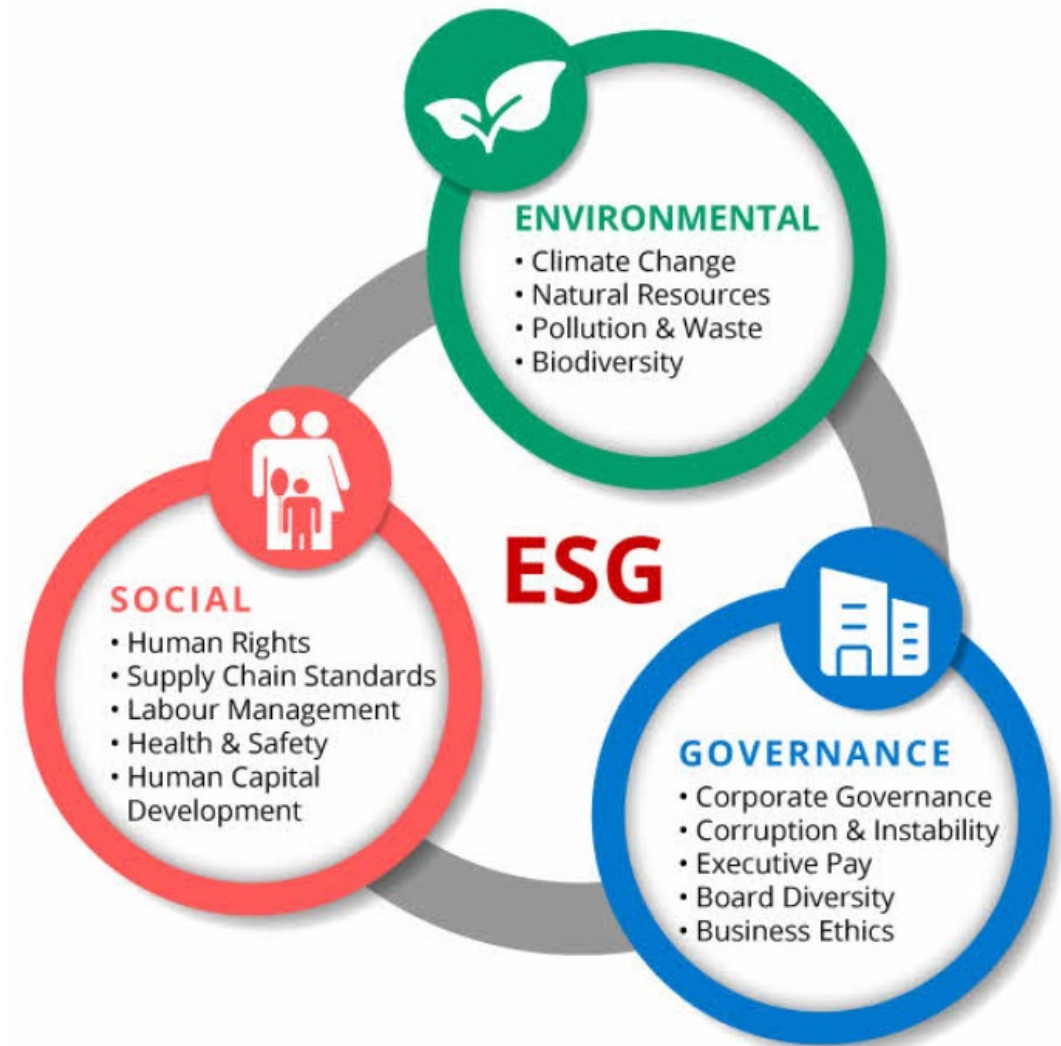 ENVIRONMENTAL
• Climate Change
• Natural Resources
• Pollution & Waste
• Biodiversity
ESG
SOCIAL
• Human Rights
• Supply Chain Standards
• Labour Management
• Health & Safety
• Human Capital
Development
GOVERNANCE
• Corporate Governance
• Corruption & Instability
• Executive Pay
• Board Diversity
• Business Ethics